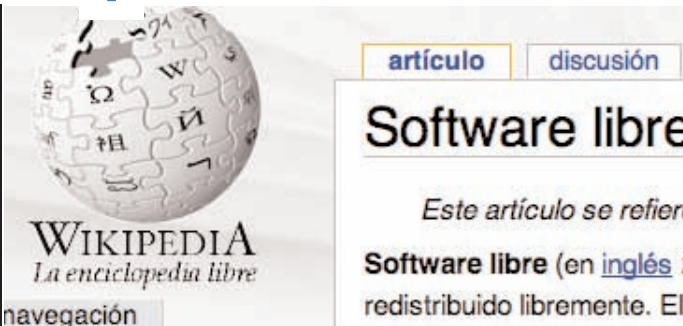 WIKIPEDIA
La enciclopedia libre
navegación
artículo discusión
Software libre
Este artículo se refiere
Software libre (en inglés
redistribuido libremente. El